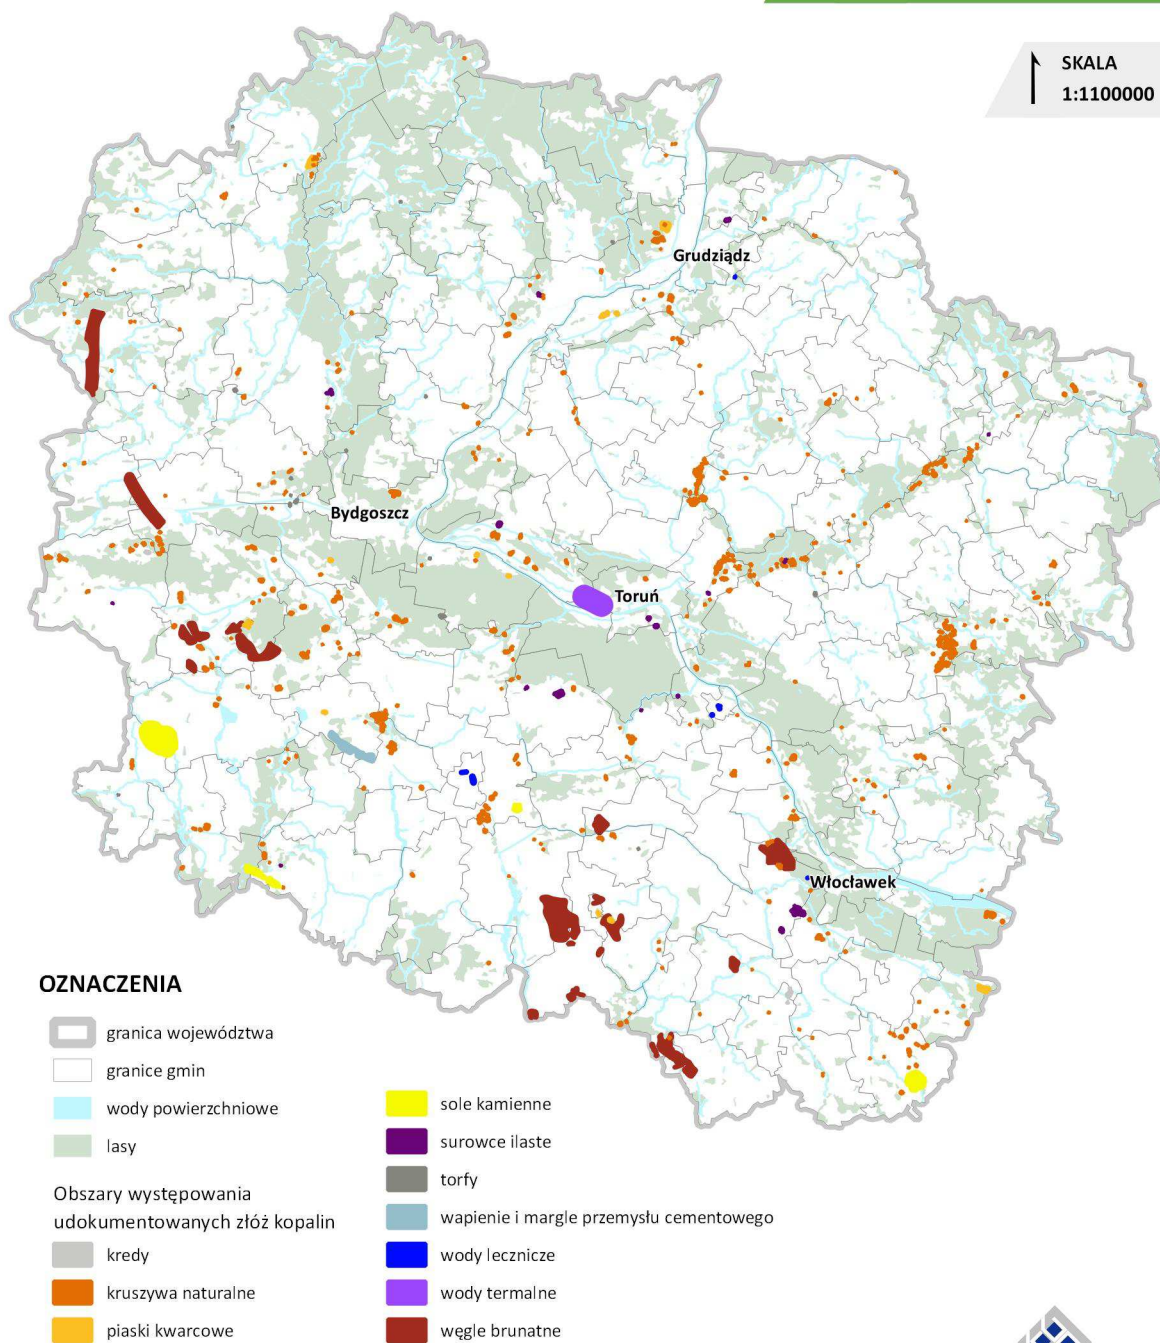 SKALA
1:1100000
Grudziądz
Bydgoszcz
Toruń
Włocławek
OZNACZENIA
granica województwa
granice gmin
wody powierzchniowe
lasy
Obszary występowania
udokumentowanych złóż kopalin
kredy
kruszywa naturalne
piaski kwarcowe
sole kamienne
surowce ilaste
torfy
wapienie i margle przemysłu cementowego
wody lecznicze
wody termalne
węgle brunatne